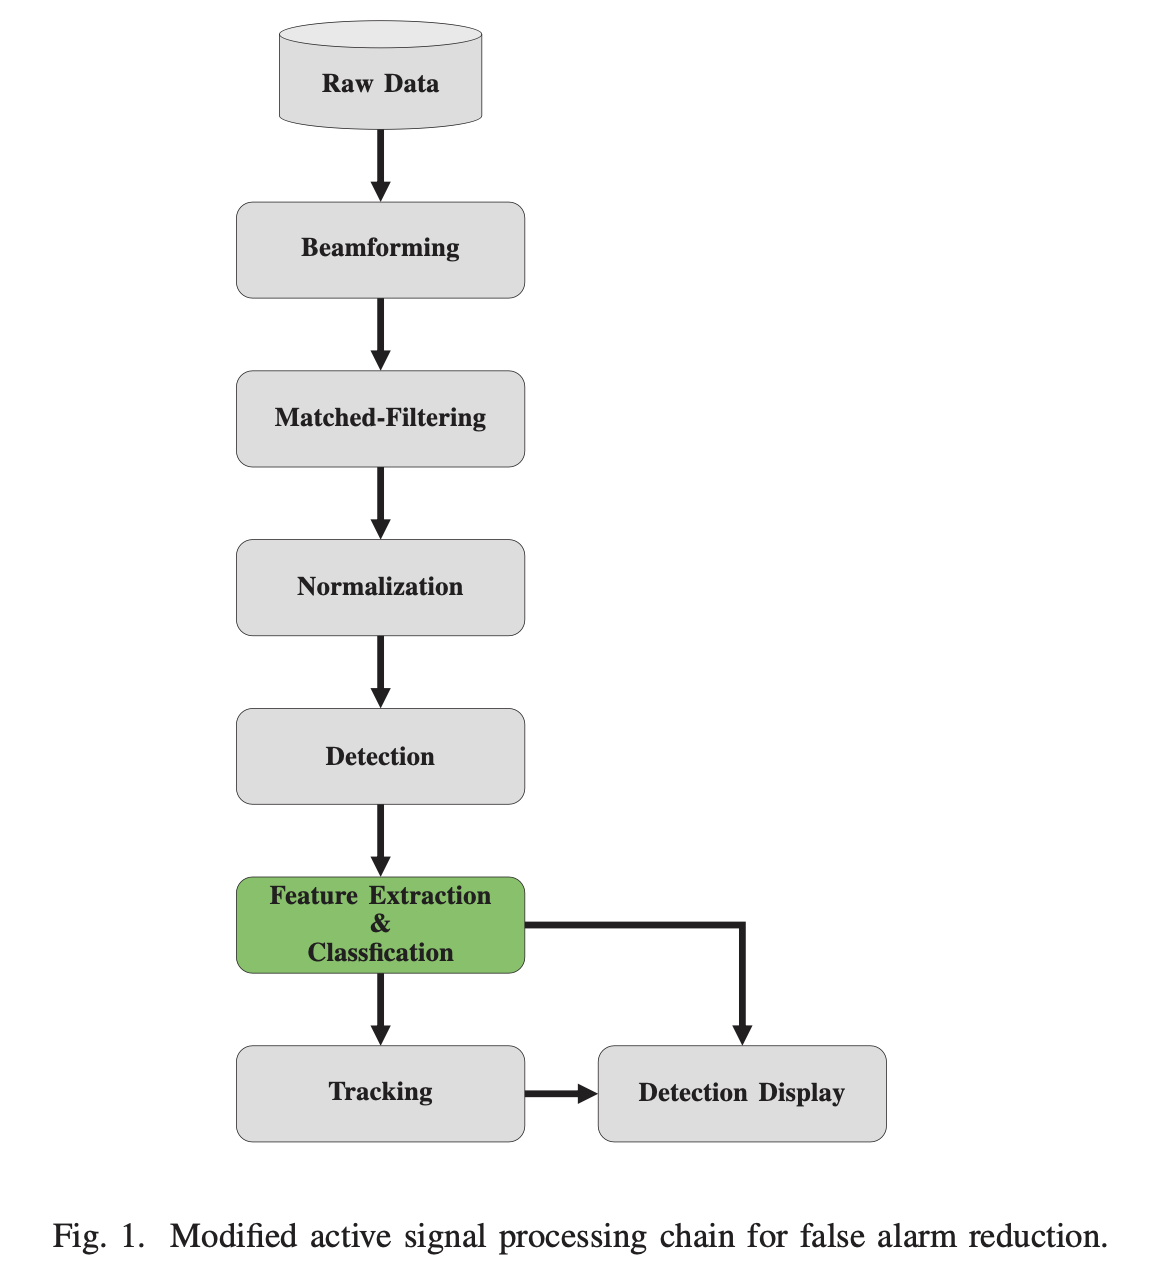 Raw Data
Beamforming
Matched-Filtering
Normalization
Detection
Feature Extraction
&
Classfication
Tracking
Detection Display
Fig. 1. Modified active signal processing chain for false alarm reduction.